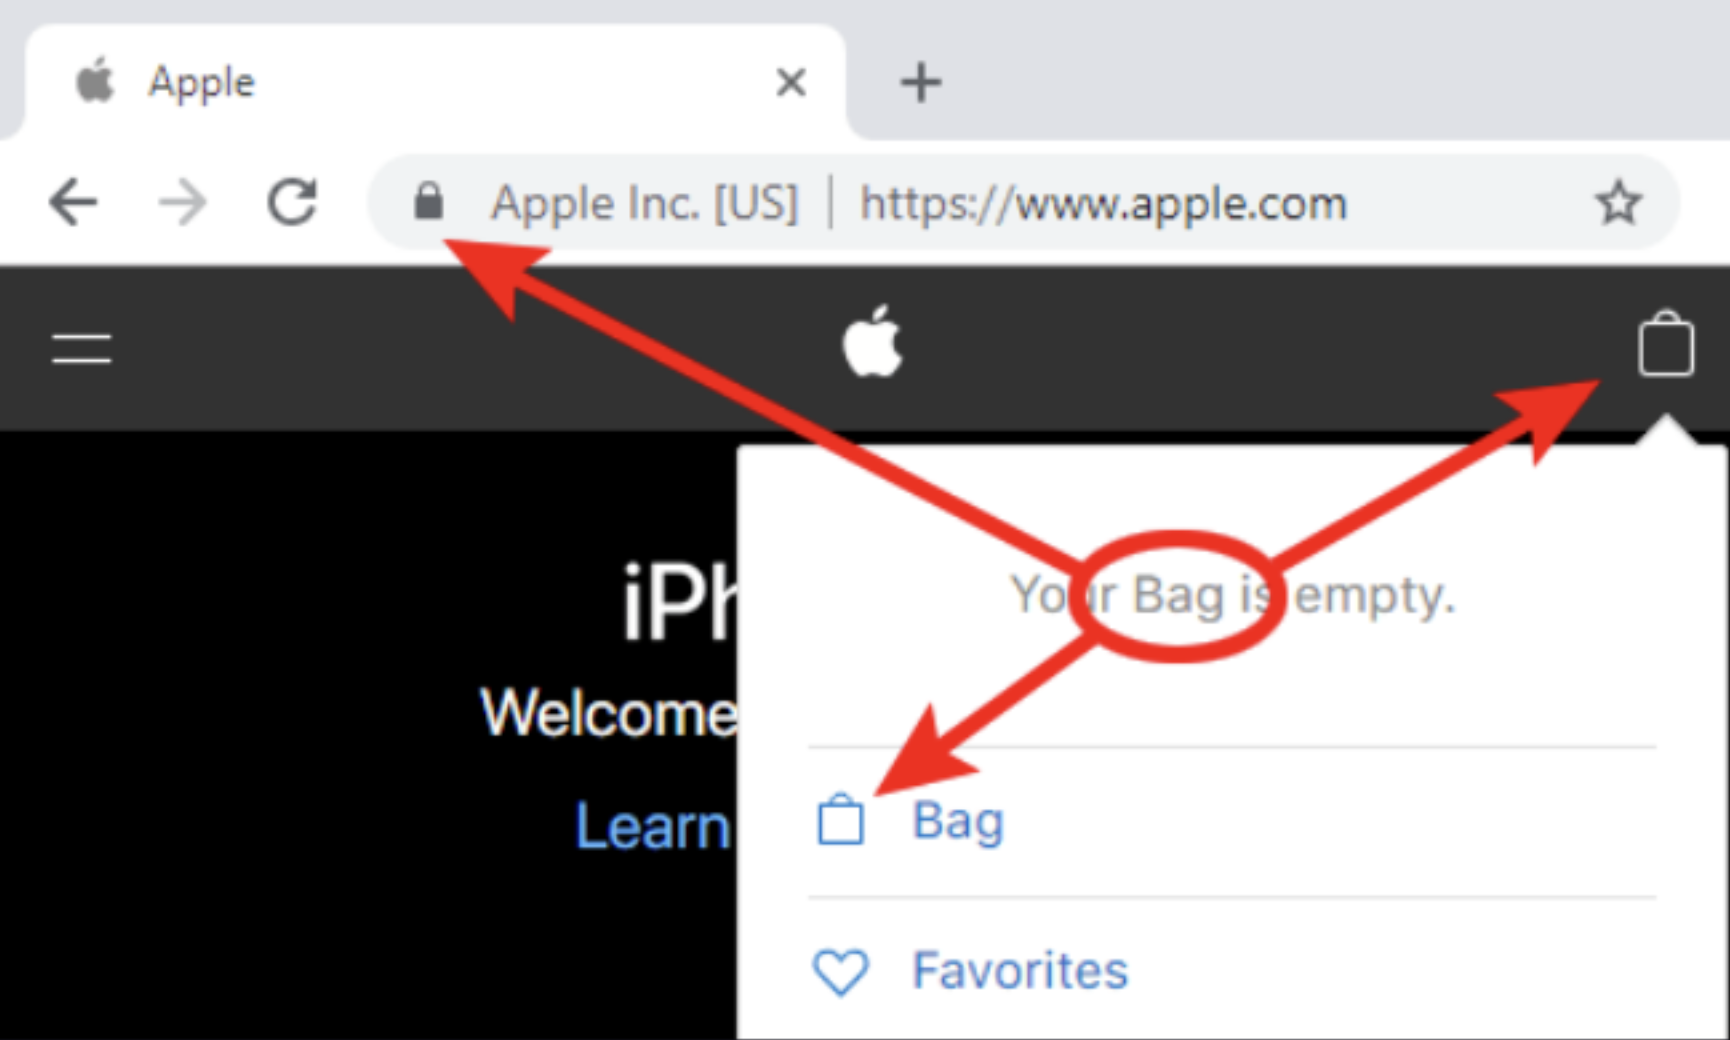 Apple
Apple Inc. [US] | https://www.apple.com
Your Bag is empty.
iPh
Welcome
Bag
Learn
Favorites